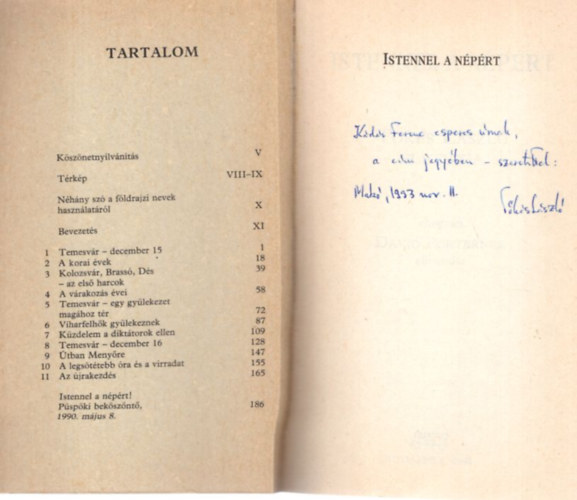 TARTALOM
Köszönetnyilvánítás V
Térkép VIII–IX
Néhány szó a földrajzi nevek
használatáról X
Bevezetés XI
1 Temesvár – december 15 1
2 A korai évek 18
3 Kolozsvár, Brassó, Dés 39
– az első harcok
4 A várakozás évei 58
5 Temesvár – egy gyülekezet
magához tér 72
6 Viharfelhők gyülekeznek 87
7 Küzdelem a diktátorok ellen 109
8 Temesvár – december 16 128
9 Útban Menyőre 147
10 A legsötétebb óra és a virradat 155
11 Az újrakezdés 165
Istennel a népért!
Püspöki beköszöntő, 186
1990. május 8.
ISTENNEL A NÉPÉRT
Ferenc esperes úrnak,
a cím jegyében – szeretettel:
Makó, 1993 nov. 11.
Tőkés László